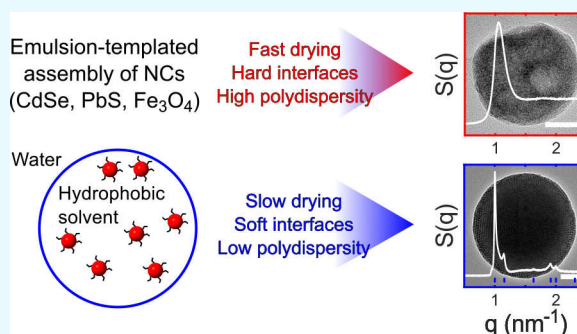 Emulsion-templated
assembly of NCs
(CdSe, PbS, Fe₃O₄)
Fast drying
Hard interfaces
High polydispersity
S(q)
1 2
Water
Hydrophobic
solvent
Slow drying
Soft interfaces
Low polydispersity
S(q)
1 2
q (nm⁻¹)